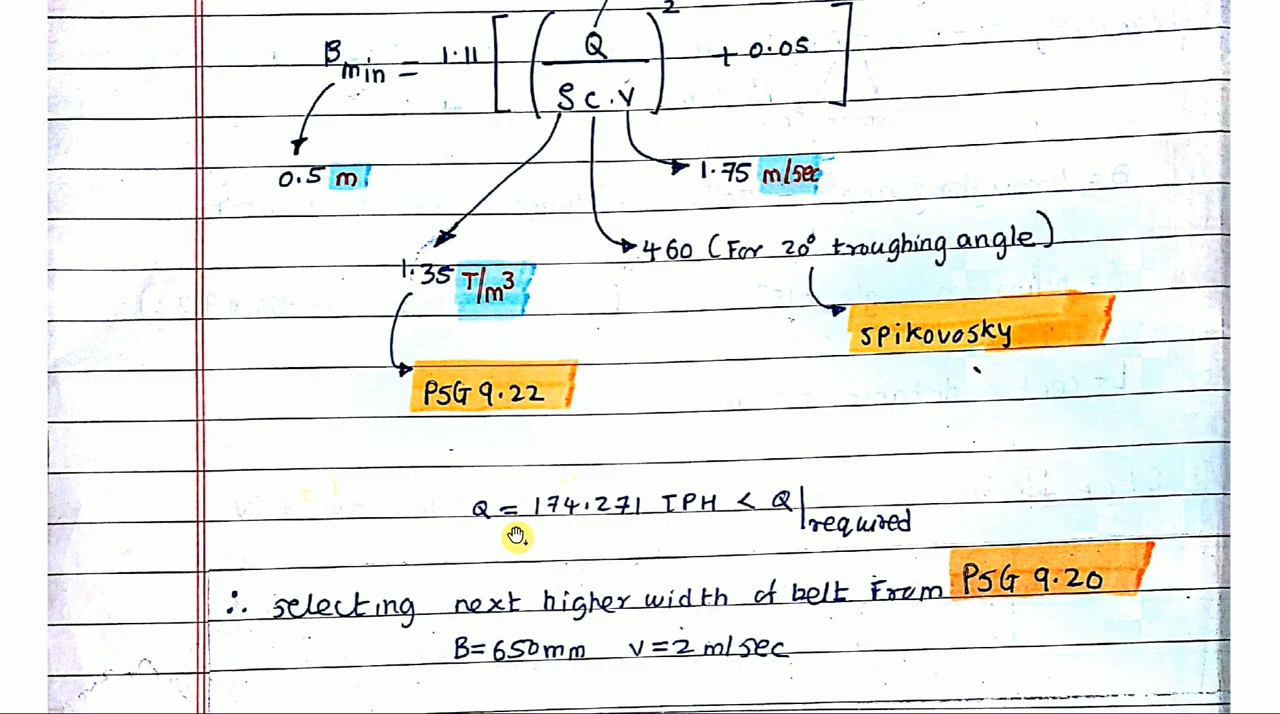 B min = 1.11 [ ( Q / ρ c . v )² + 0.05 ]
0.5 m
1.75 m/sec
460 (For 20° troughing angle)
1.35 T/m³
Spikovosky
PSG 9.22
Q = 174.271 TPH < Q| required
∴ selecting next higher width of belt From PSG 9.20
B=650mm V=2 m/sec